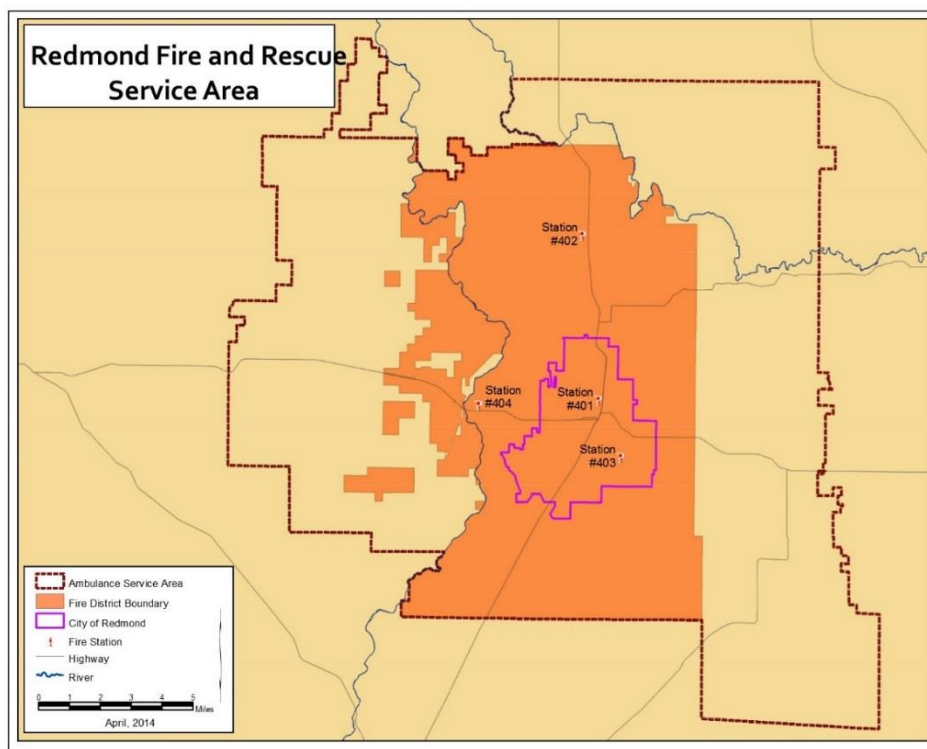 Redmond Fire and Rescue
Service Area
Station
#402
Station
#404
Station
#401
Station
#403
Ambulance Service Area
Fire District Boundary
City of Redmond
Fire Station
Highway
River
0 1 2 3 4 5
Miles
April, 2014